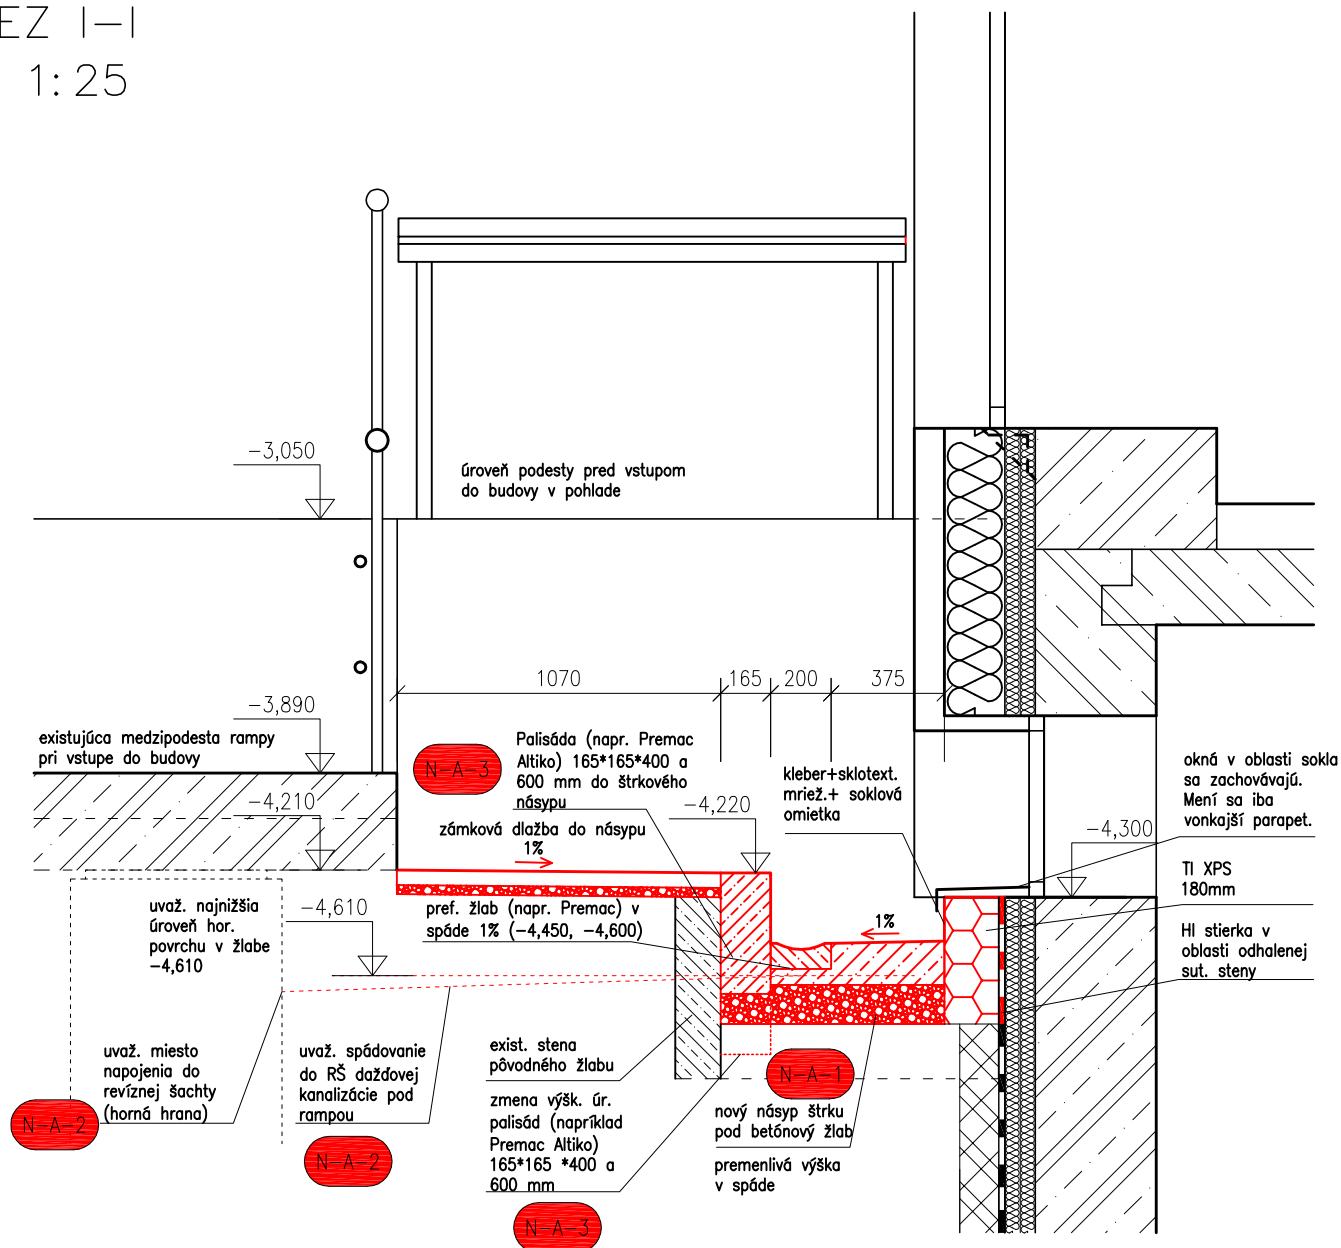 EZ I-I
1:25
-3,050
úroveň podesty pred vstupom
do budovy v pohlade
1070
165
200
375
-3,890
existujúca medzipodesta rampy
pri vstupe do budovy
N-A-3
Palisáda (napr. Premac
Altiko) 165*165*400 a
600 mm do štrkového
násypu
kleber+sklotext.
mriež.+ soklová
omietka
okná v oblasti sokla
sa zachovávajú.
Mení sa iba
vonkajší parapet.
-4,210
-4,220
-4,300
zámková dlažba do násypu
1%
TI XPS
180mm
uvaž. najnižšia
úroveň hor.
povrchu v žlabe
-4,610
-4,610
pref. žlab (napr. Premac) v
spáde 1% (-4,450, -4,600)
1%
HI stierka v
oblasti odhalenej
sut. steny
uvaž. miesto
napojenia do
revíznej šachty
(horná hrana)
uvaž. spádovanie
do RŠ dažďovej
kanalizácie pod
rampou
exist. stena
pôvodného žlabu
zmena výšk. úr.
palisád (napríklad
Premac Altiko)
165*165 *400 a
600 mm
N-A-1
nový násyp štrku
pod betónový žlab
premenlivá výška
v spáde
N-A-2
N-A-2
N-A-3